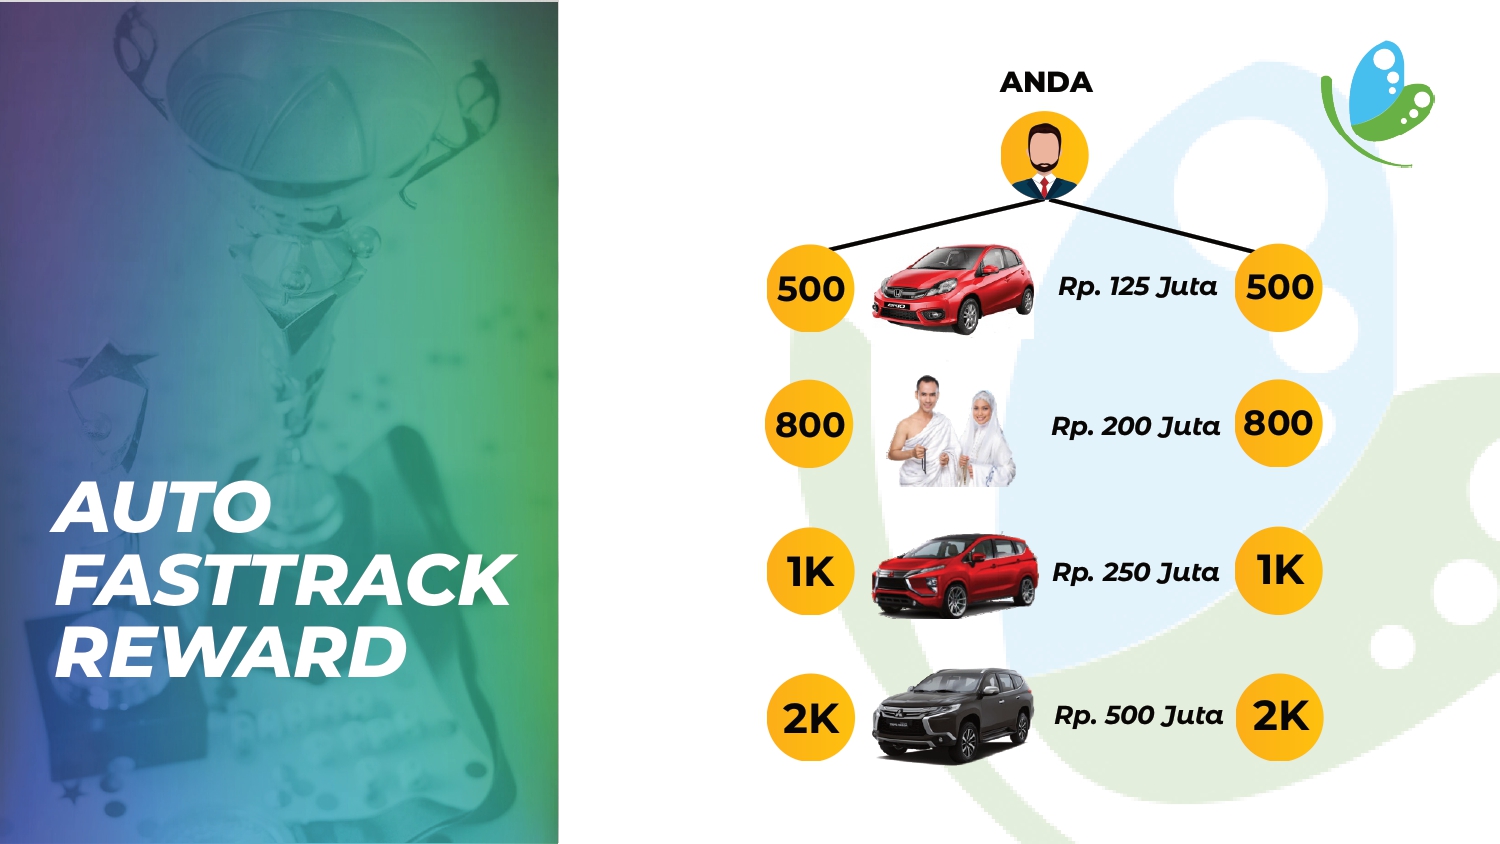 AUTO
FASTTRACK
REWARD
ANDA
500 Rp. 125 Juta 500
800 Rp. 200 Juta 800
1K Rp. 250 Juta 1K
2K Rp. 500 Juta 2K